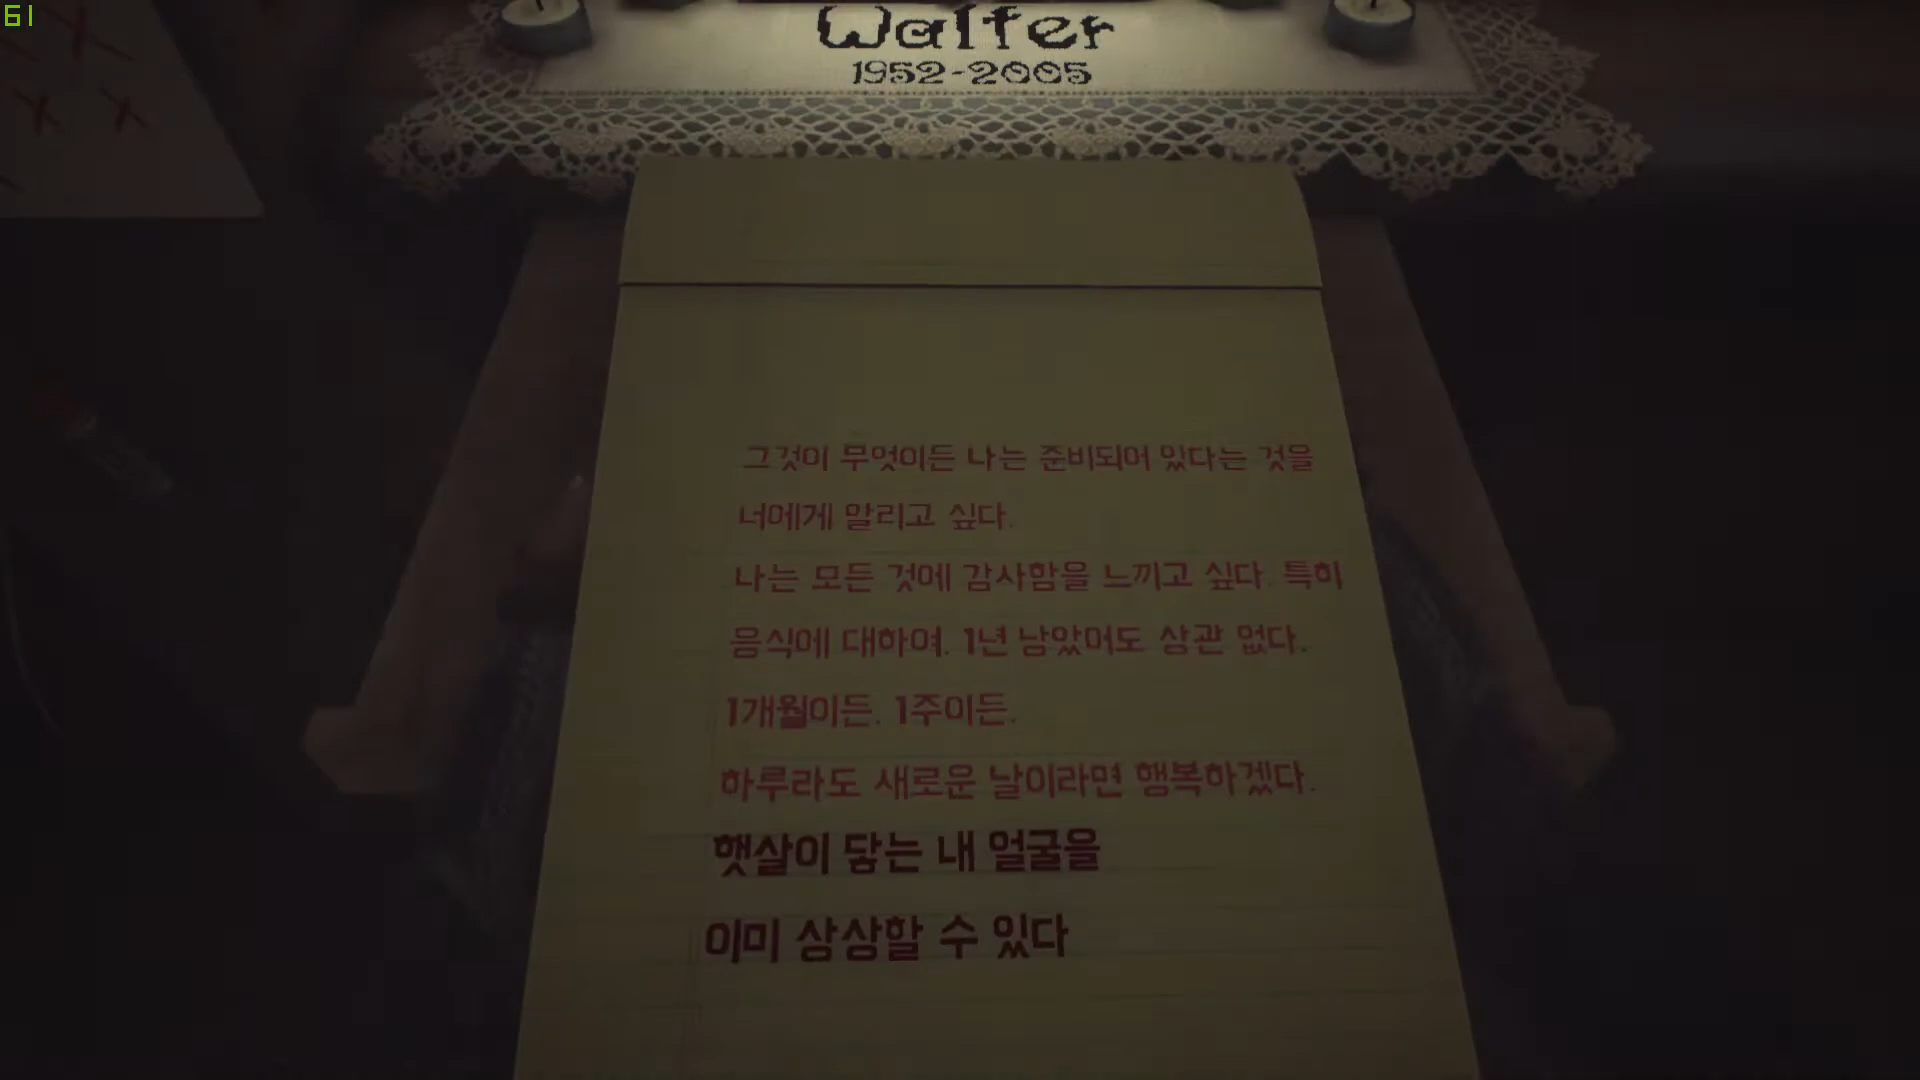 61
Walter
1952-2005
그것이 무엇이든 나는 준비되어 있다는 것을
너에게 알리고 싶다.
나는 모든 것에 감사함을 느끼고 싶다. 특히
음식에 대하여. 1년 남았어도 상관 없다.
1개월이든. 1주이든.
하루라도 새로운 날이라면 행복하겠다.
햇살이 닿는 내 얼굴을
이미 상상할 수 있다